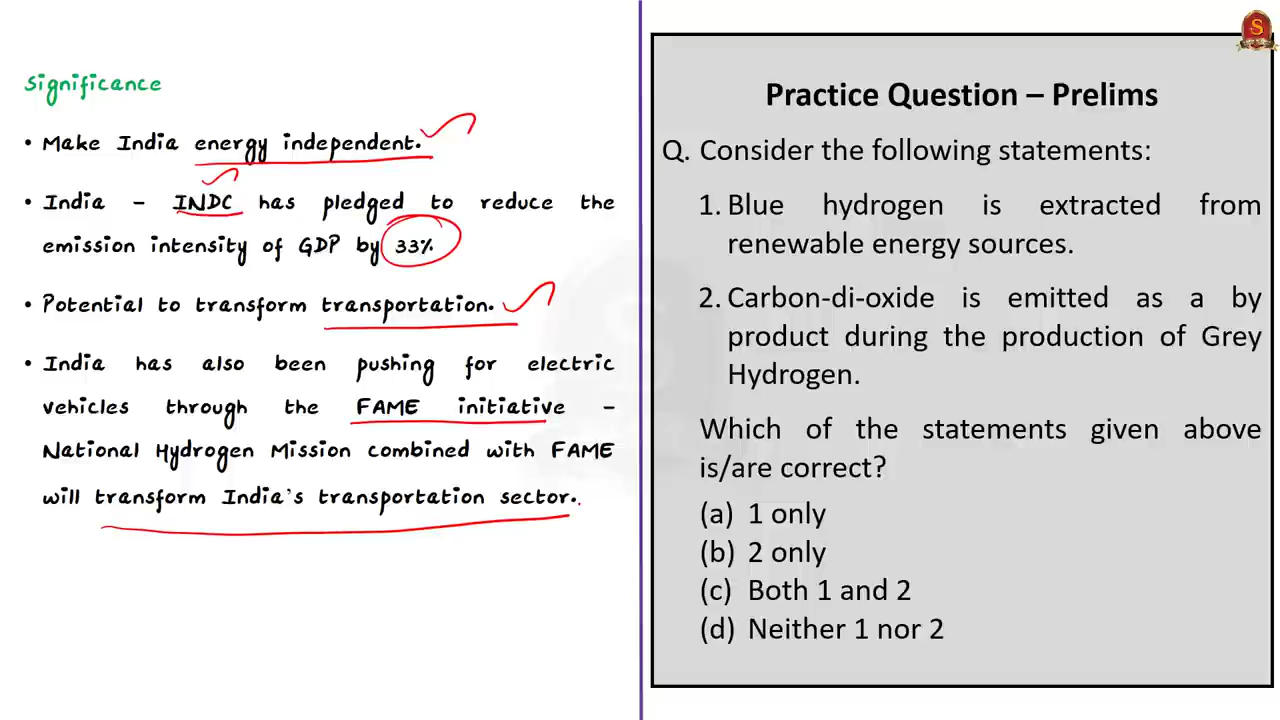 Significance
• Make India energy independent.
• India - INDC has pledged to reduce the
emission intensity of GDP by 33%
• Potential to transform transportation.
• India has also been pushing for electric
vehicles through the FAME initiative -
National Hydrogen Mission combined with FAME
will transform India's transportation sector.
S
Practice Question – Prelims
Q. Consider the following statements:
1. Blue hydrogen is extracted from
renewable energy sources.
2. Carbon-di-oxide is emitted as a by
product during the production of Grey
Hydrogen.
Which of the statements given above
is/are correct?
(a) 1 only
(b) 2 only
(c) Both 1 and 2
(d) Neither 1 nor 2